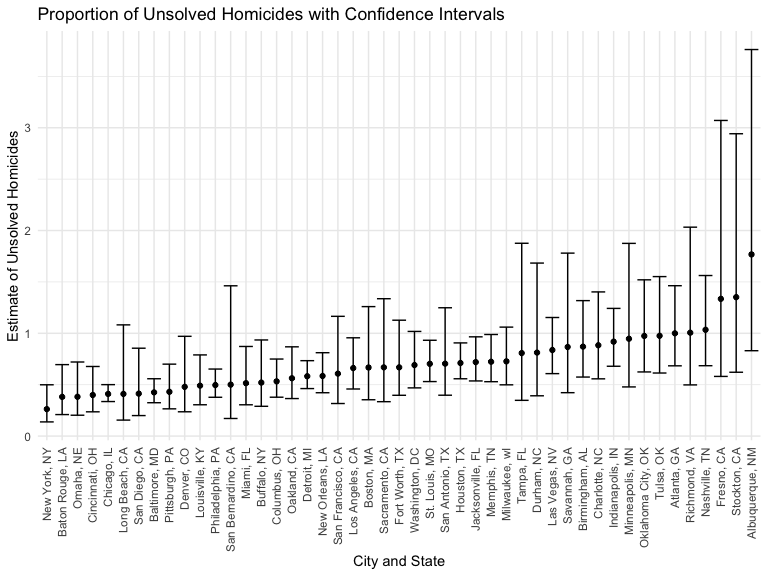 Proportion of Unsolved Homicides with Confidence Intervals
Estimate of Unsolved Homicides
3
2
1
0
New York, NY
Baton Rouge, LA
Omaha, NE
Cincinnati, OH
Chicago, IL
Long Beach, CA
San Diego, CA
Baltimore, MD
Pittsburgh, PA
Denver, CO
Louisville, KY
Philadelphia, PA
San Bernardino, CA
Miami, FL
Buffalo, NY
Columbus, OH
Oakland, CA
Detroit, MI
New Orleans, LA
San Francisco, CA
Los Angeles, CA
Boston, MA
Sacramento, CA
Fort Worth, TX
Washington, DC
St. Louis, MO
San Antonio, TX
Houston, TX
Jacksonville, FL
Memphis, TN
Milwaukee, wI
Tampa, FL
Durham, NC
Las Vegas, NV
Savannah, GA
Birmingham, AL
Charlotte, NC
Indianapolis, IN
Minneapolis, MN
Oklahoma City, OK
Tulsa, OK
Atlanta, GA
Richmond, VA
Nashville, TN
Fresno, CA
Stockton, CA
Albuquerque, NM
City and State